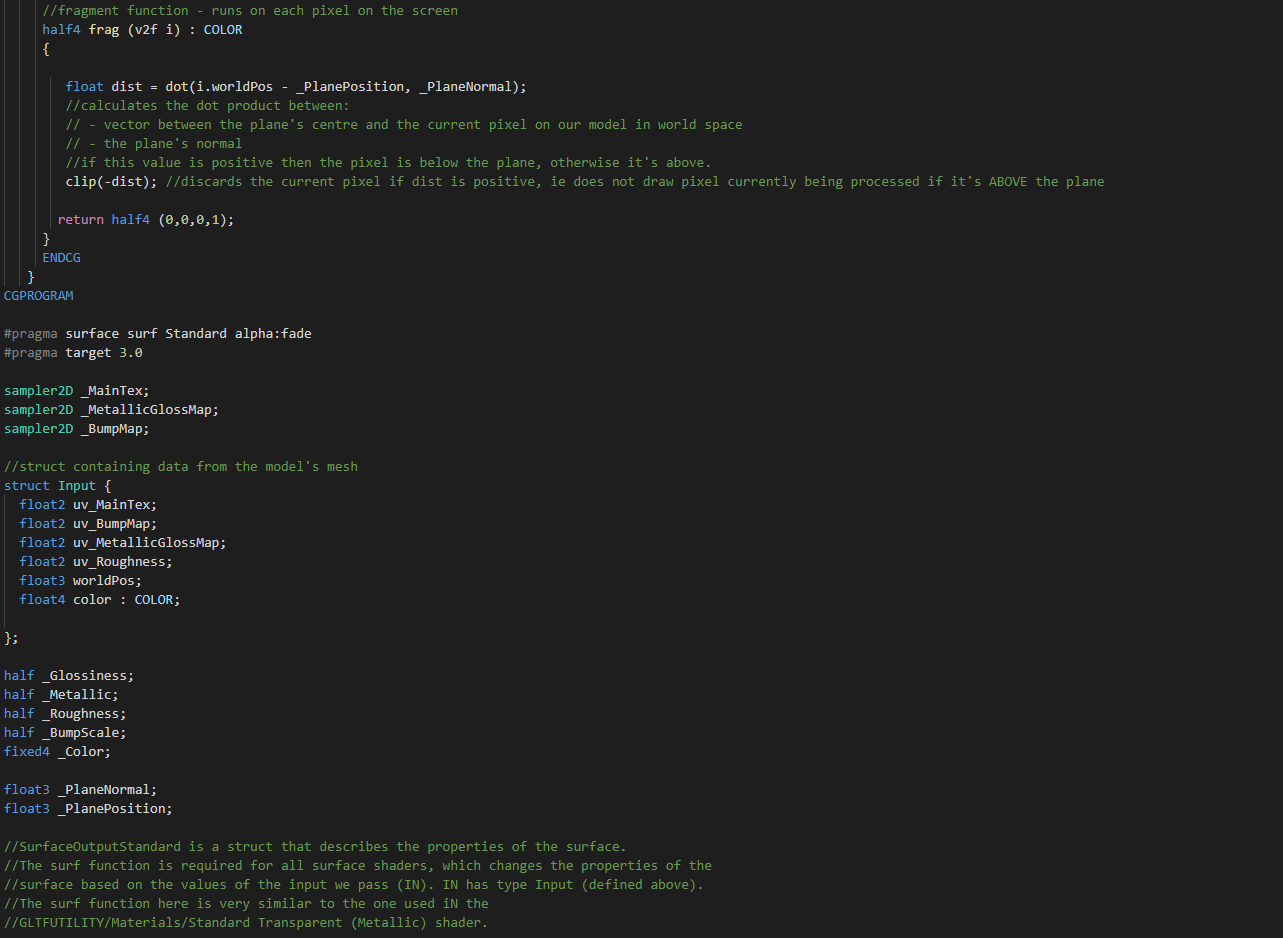 //fragment function - runs on each pixel on the screen
half4 frag (v2f i) : COLOR
{
float dist = dot(i.worldPos - _PlanePosition, _PlaneNormal);
//calculates the dot product between:
// - vector between the plane's centre and the current pixel on our model in world space
// - the plane's normal
//if this value is positive then the pixel is below the plane, otherwise it's above.
clip(-dist); //discards the current pixel if dist is positive, ie does not draw pixel currently being processed if it's ABOVE the plane
return half4 (0,0,0,1);
}
ENDCG
}
CGPROGRAM
#pragma surface surf Standard alpha:fade
#pragma target 3.0
sampler2D _MainTex;
sampler2D _MetallicGlossMap;
sampler2D _BumpMap;
//struct containing data from the model's mesh
struct Input {
float2 uv_MainTex;
float2 uv_BumpMap;
float2 uv_MetallicGlossMap;
float2 uv_Roughness;
float3 worldPos;
float4 color : COLOR;
};
half _Glossiness;
half _Metallic;
half _Roughness;
half _BumpScale;
fixed4 _Color;
float3 _PlaneNormal;
float3 _PlanePosition;
//SurfaceOutputStandard is a struct that describes the properties of the surface.
//The surf function is required for all surface shaders, which changes the properties of the
//surface based on the values of the input we pass (IN). IN has type Input (defined above).
//The surf function here is very similar to the one used iN the
//GLTFUTILITY/Materials/Standard Transparent (Metallic) shader.